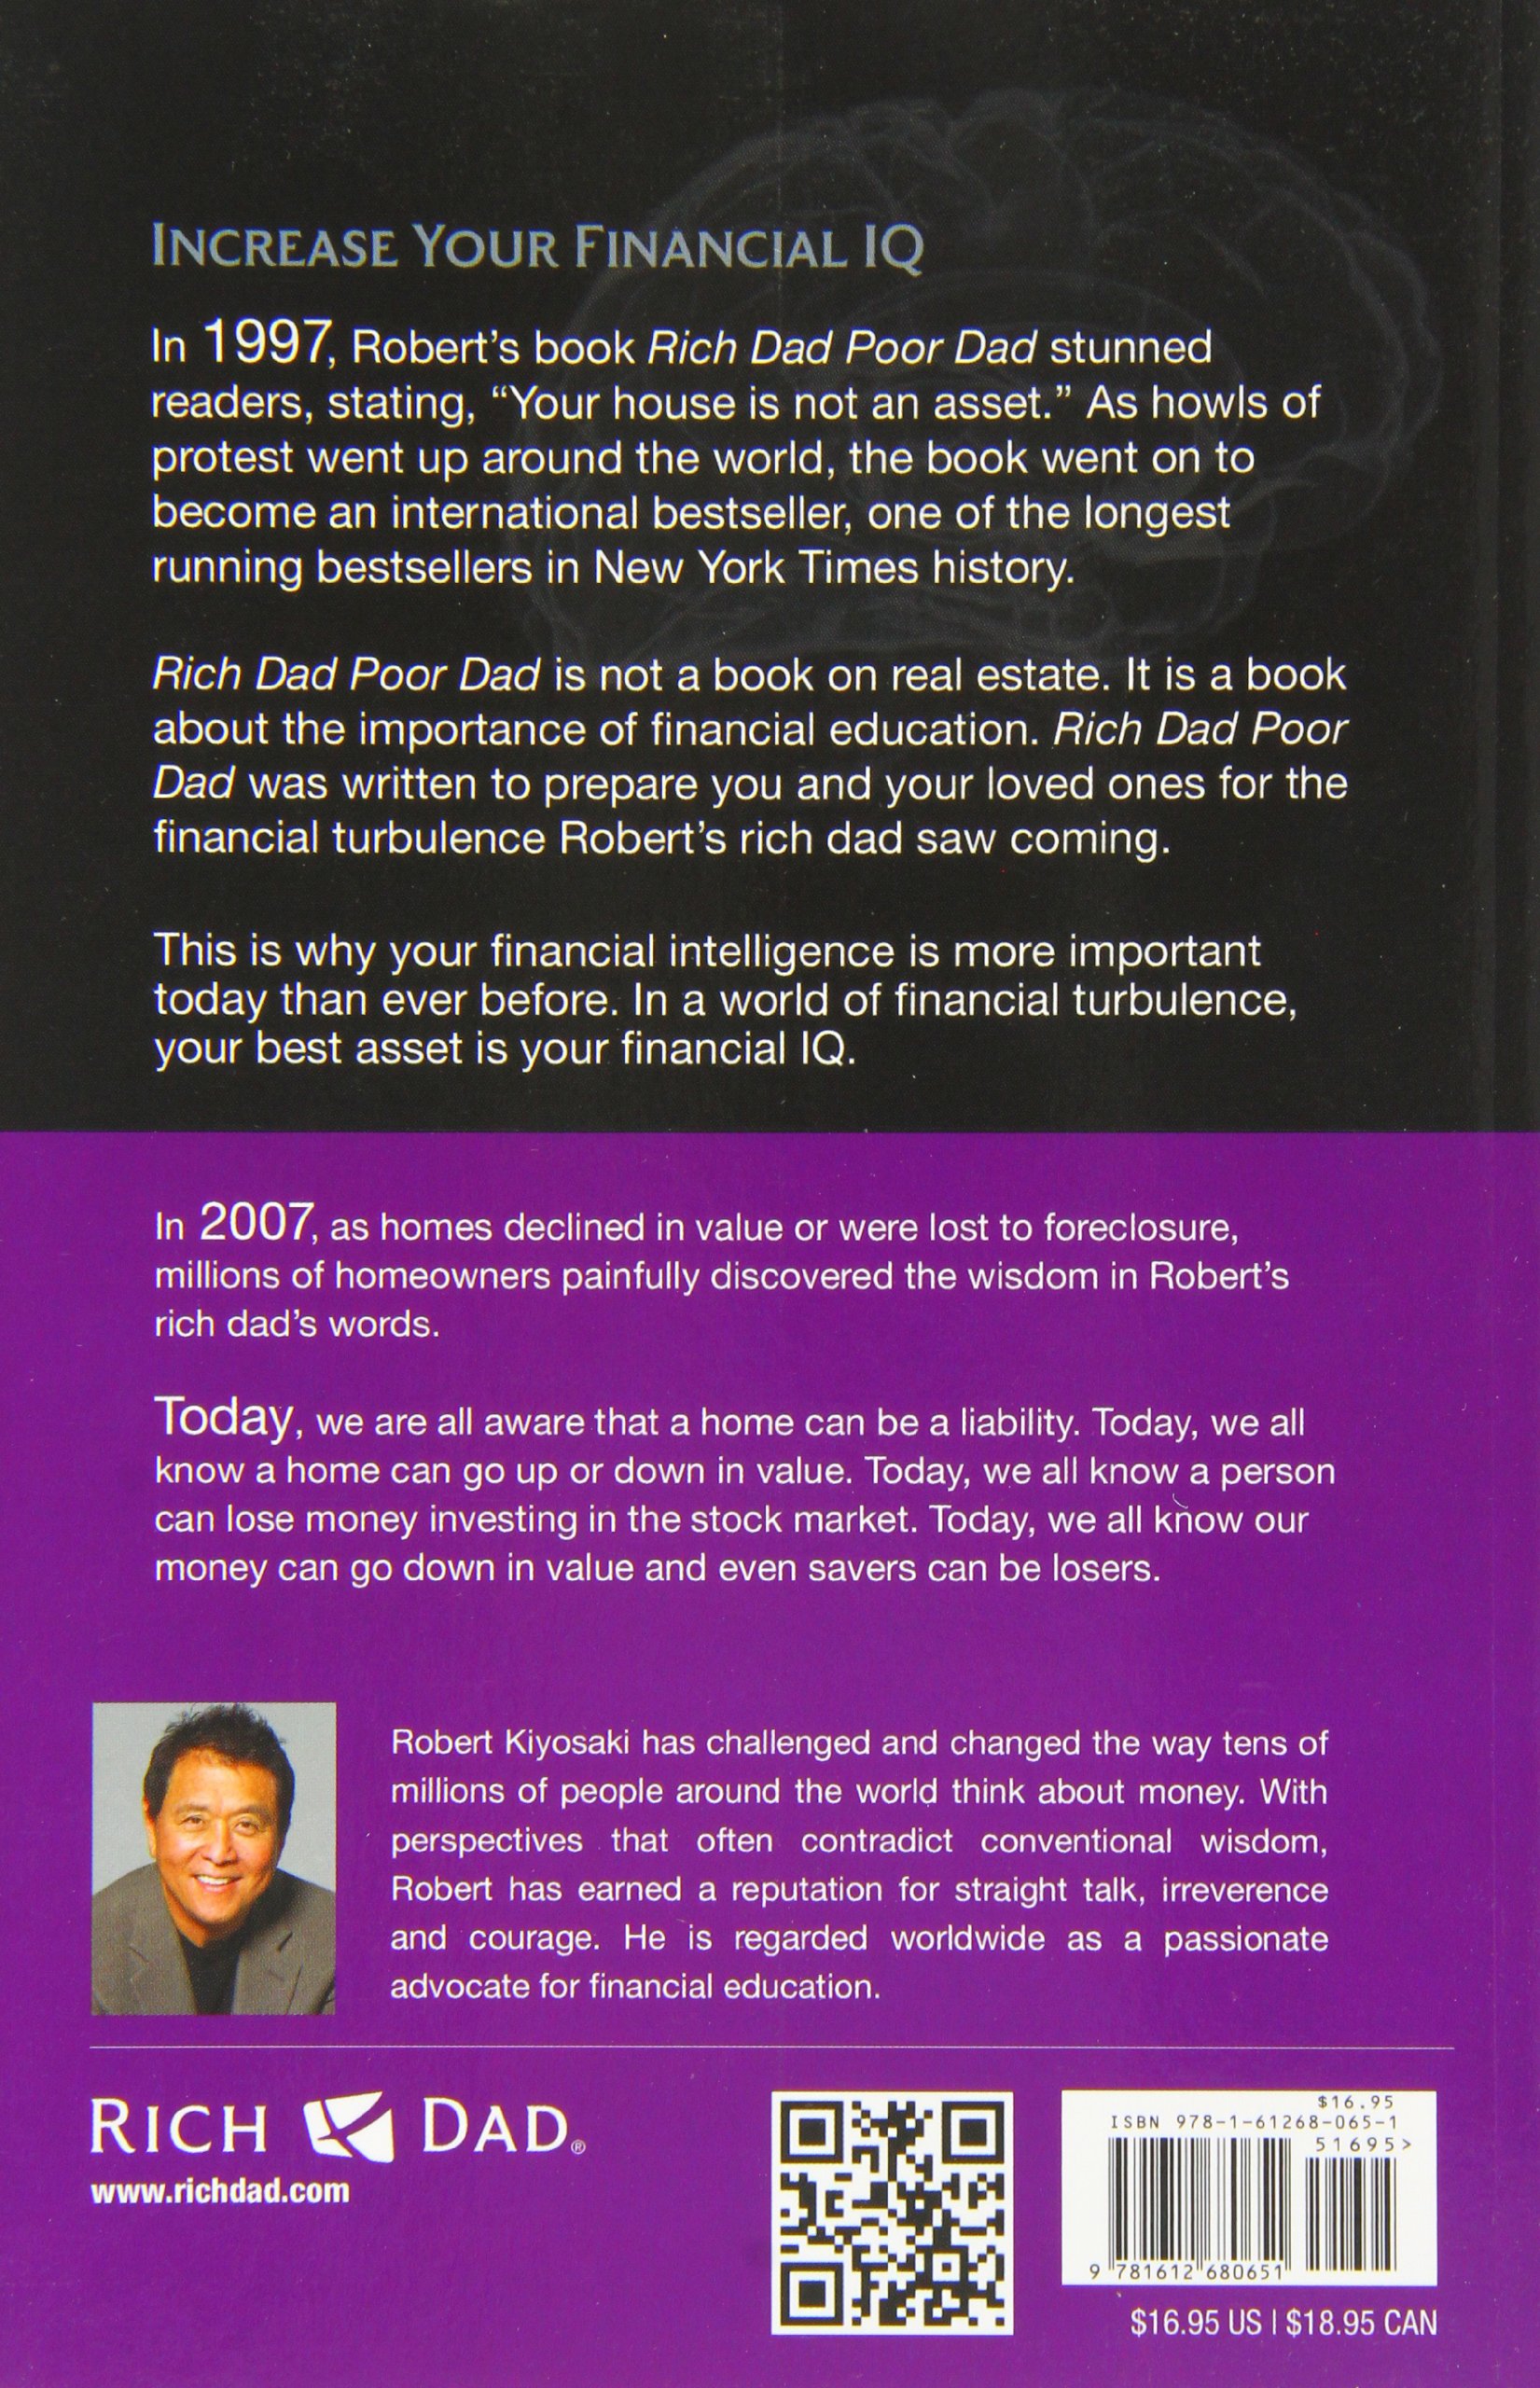 INCREASE YOUR FINANCIAL IQ
In 1997, Robert’s book Rich Dad Poor Dad stunned
readers, stating, “Your house is not an asset.” As howls of
protest went up around the world, the book went on to
become an international bestseller, one of the longest
running bestsellers in New York Times history.
Rich Dad Poor Dad is not a book on real estate. It is a book
about the importance of financial education. Rich Dad Poor
Dad was written to prepare you and your loved ones for the
financial turbulence Robert’s rich dad saw coming.
This is why your financial intelligence is more important
today than ever before. In a world of financial turbulence,
your best asset is your financial IQ.
In 2007, as homes declined in value or were lost to foreclosure,
millions of homeowners painfully discovered the wisdom in Robert’s
rich dad’s words.
Today, we are all aware that a home can be a liability. Today, we all
know a home can go up or down in value. Today, we all know a person
can lose money investing in the stock market. Today, we all know our
money can go down in value and even savers can be losers.
Robert Kiyosaki has challenged and changed the way tens of
millions of people around the world think about money. With
perspectives that often contradict conventional wisdom,
Robert has earned a reputation for straight talk, irreverence
and courage. He is regarded worldwide as a passionate
advocate for financial education.
RICH DAD®
www.richdad.com
$16.95
ISBN 978-1-61268-065-1
51695>
9 781612 680651
$16.95 US | $18.95 CAN